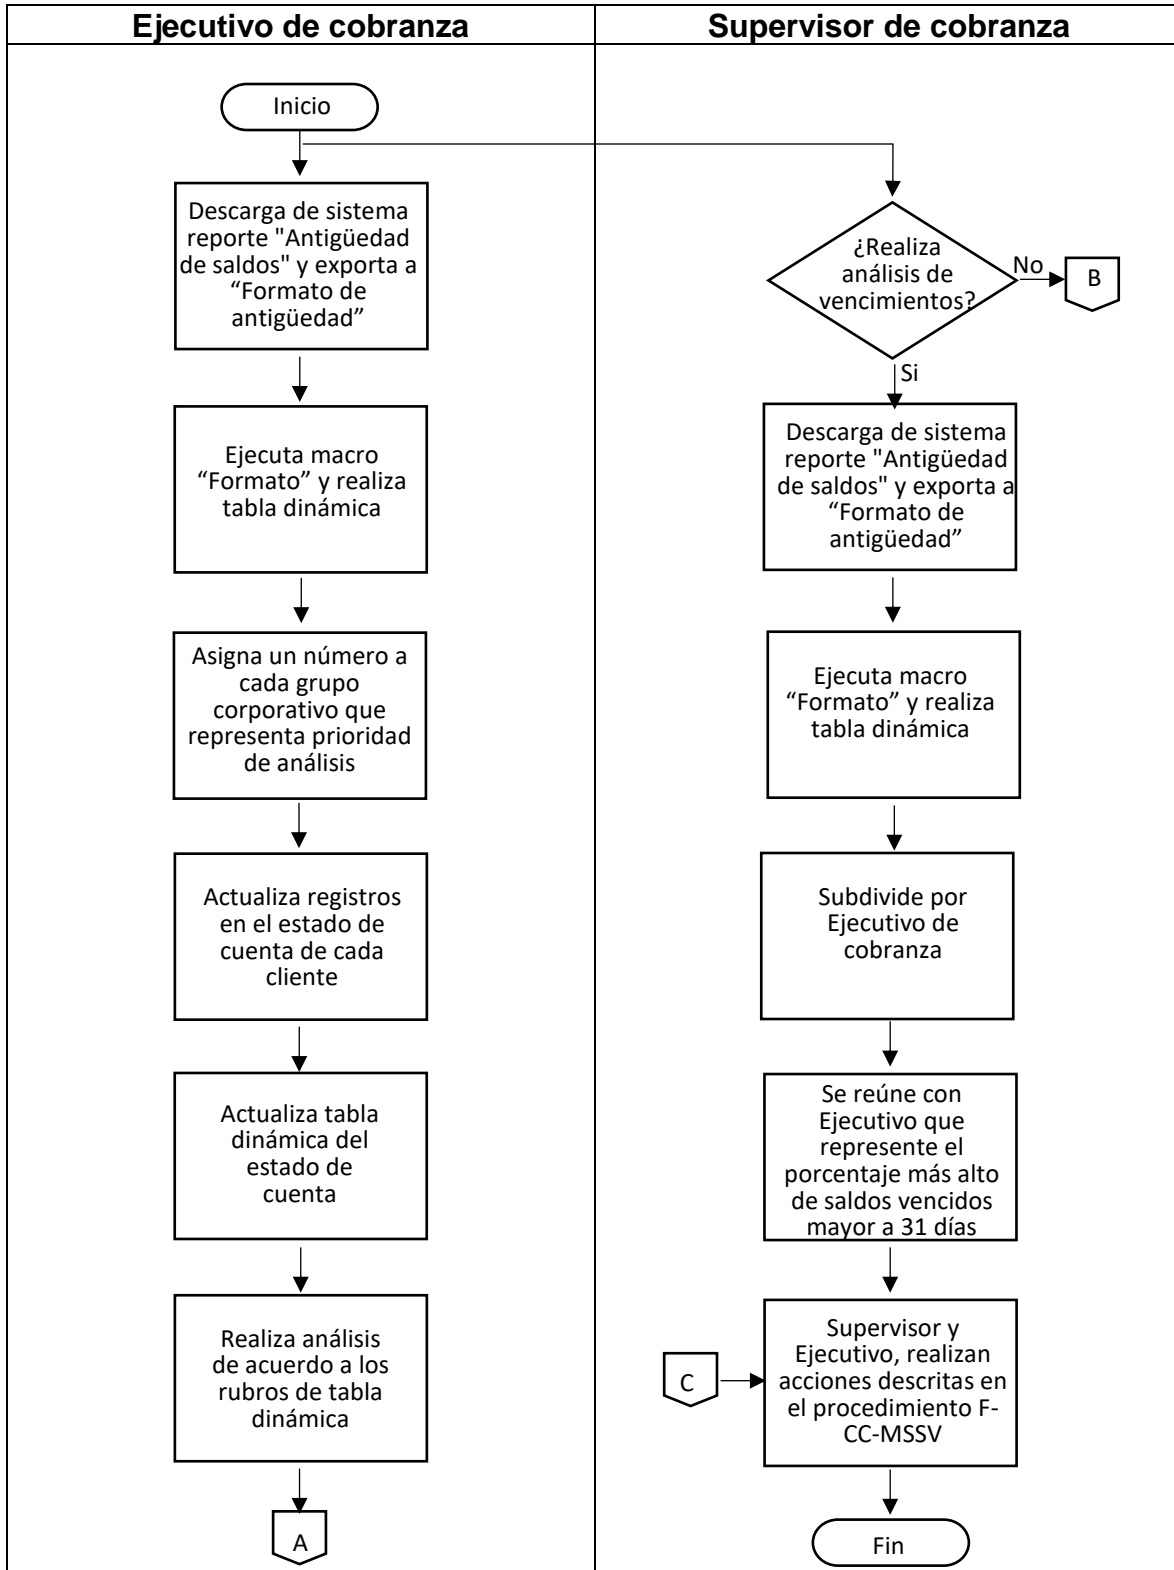 Ejecutivo de cobranza
Supervisor de cobranza
Inicio
Descarga de sistema
reporte "Antigüedad
de saldos" y exporta a
“Formato de
antigüedad”
Ejecuta macro
“Formato” y realiza
tabla dinámica
Asigna un número a
cada grupo
corporativo que
representa prioridad
de análisis
Actualiza registros
en el estado de
cuenta de cada
cliente
Actualiza tabla
dinámica del
estado de
cuenta
Realiza análisis
de acuerdo a los
rubros de tabla
dinámica
A
¿Realiza
análisis de
vencimientos?
No
B
Si
Descarga de sistema
reporte "Antigüedad
de saldos" y exporta a
“Formato de
antigüedad”
Ejecuta macro
“Formato” y realiza
tabla dinámica
Subdivide por
Ejecutivo de
cobranza
Se reúne con
Ejecutivo que
represente el
porcentaje más alto
de saldos vencidos
mayor a 31 días
C
Supervisor y
Ejecutivo, realizan
acciones descritas en
el procedimiento F-
CC-MSSV
Fin